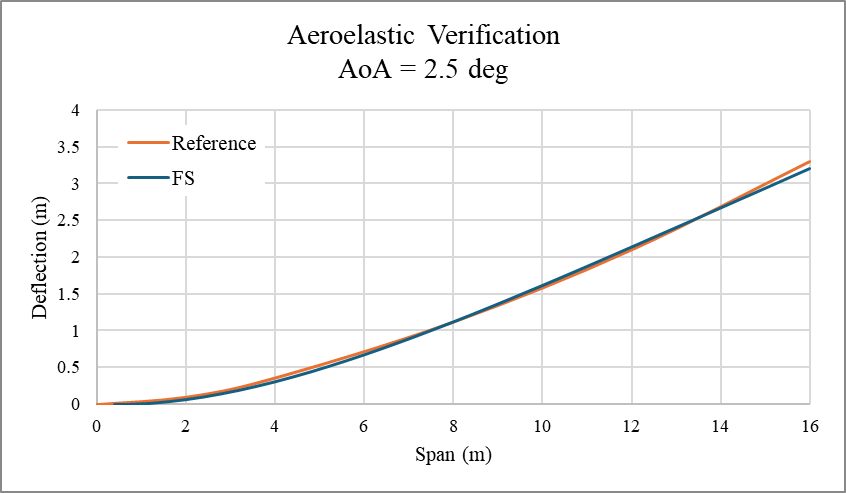 Aeroelastic Verification
AoA = 2.5 deg
4
3.5
3
2.5
2
1.5
1
0.5
0
Deflection (m)
Reference
FS
0 2 4 6 8 10 12 14 16
Span (m)